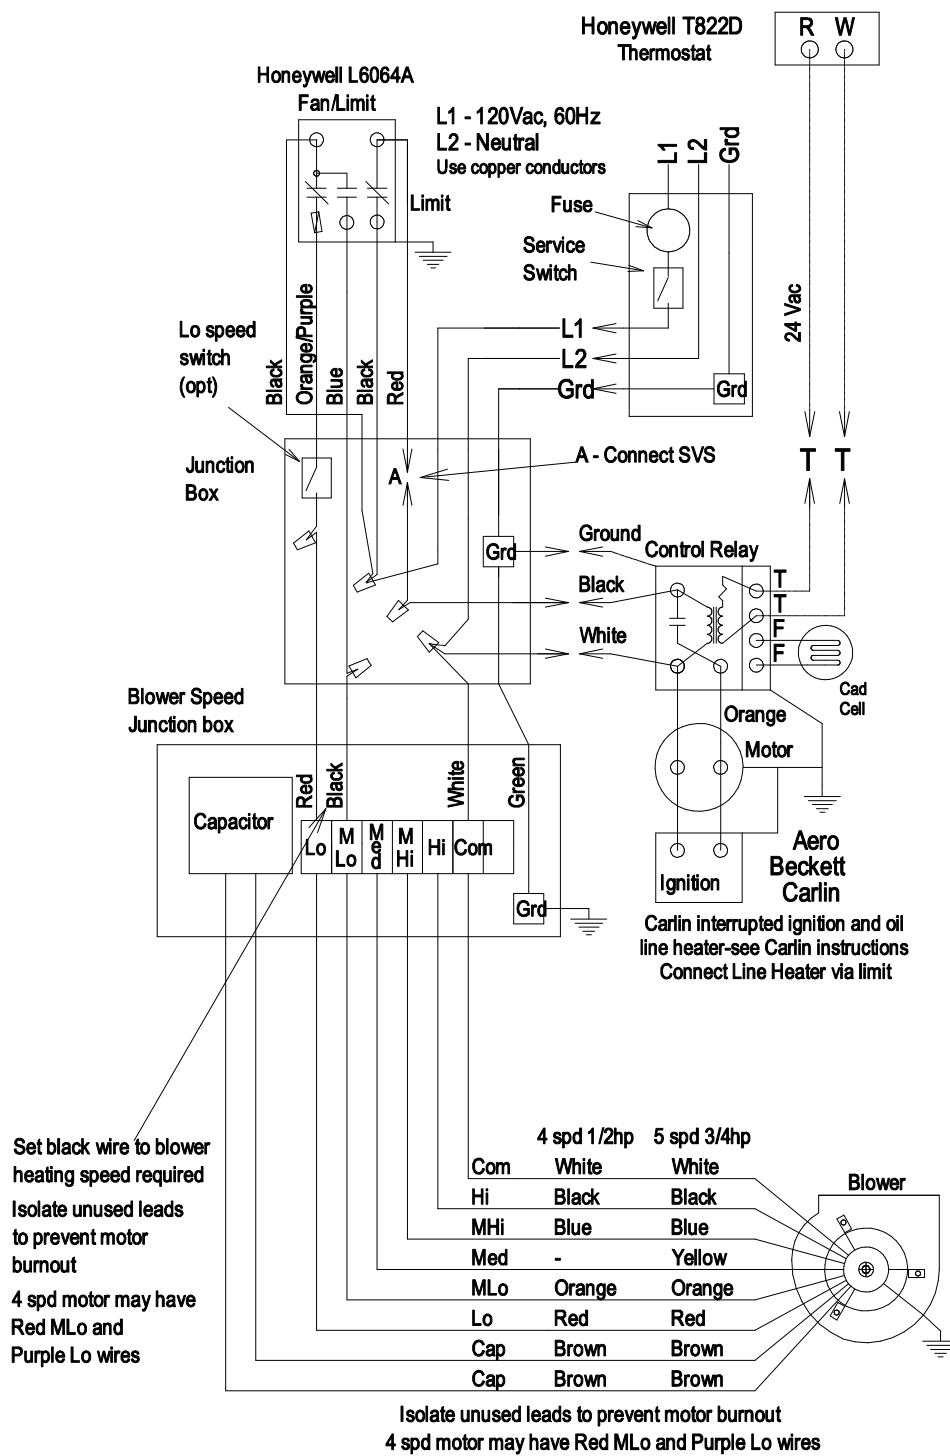 Honeywell T822D
Thermostat
R W
Honeywell L6064A
Fan/Limit
L1 - 120Vac, 60Hz
L2 - Neutral
Use copper conductors
L1
L2
Grd
Limit
Fuse
Service
Switch
24 Vac
Lo speed
switch
(opt)
Black
Orange/Purple
Blue
Black
Red
L1
L2
Grd
Grd
Junction
Box
A
A - Connect SVS
T T
Grd
Ground
Control Relay
Black
White
T
T
F
F
Cad
Cell
Orange
Motor
Blower Speed
Junction box
Red
Black
White
Green
Capacitor
Lo
M
Lo
Med
M
Hi
Hi
Com
Grd
Ignition
Aero
Beckett
Carlin
Carlin interrupted ignition and oil
line heater-see Carlin instructions
Connect Line Heater via limit
Set black wire to blower
heating speed required
Isolate unused leads
to prevent motor
burnout
4 spd motor may have
Red MLo and
Purple Lo wires
4 spd 1/2hp 5 spd 3/4hp
Com White White
Hi Black Black
MHi Blue Blue
Med - Yellow
MLo Orange Orange
Lo Red Red
Cap Brown Brown
Cap Brown Brown
Blower
Isolate unused leads to prevent motor burnout
4 spd motor may have Red MLo and Purple Lo wires